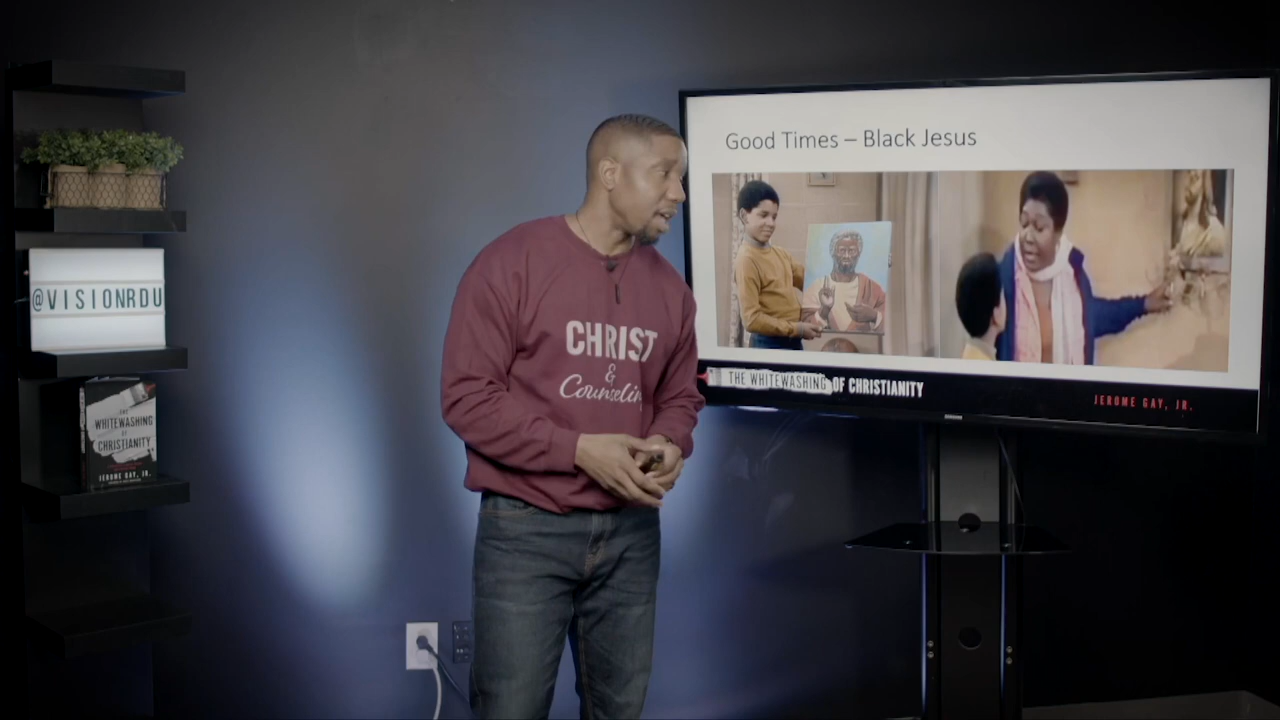 @VISIONRDU
THE
WHITEWASHING
OF
CHRISTIANITY
JEROME GAY, JR.
CHRIST
&
Counselin
Good Times – Black Jesus
THE WHITEWASHING OF CHRISTIANITY
JEROME GAY, JR.